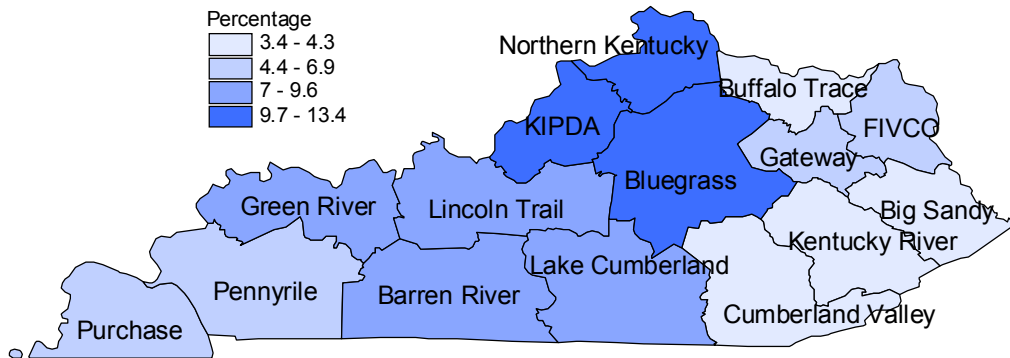 Percentage
3.4 - 4.3
4.4 - 6.9
7 - 9.6
9.7 - 13.4
Northern Kentucky
Buffalo Trace
KIPDA
FIVCO
Gateway
Bluegrass
Green River
Lincoln Trail
Big Sandy
Kentucky River
Lake Cumberland
Pennyrile
Barren River
Cumberland Valley
Purchase